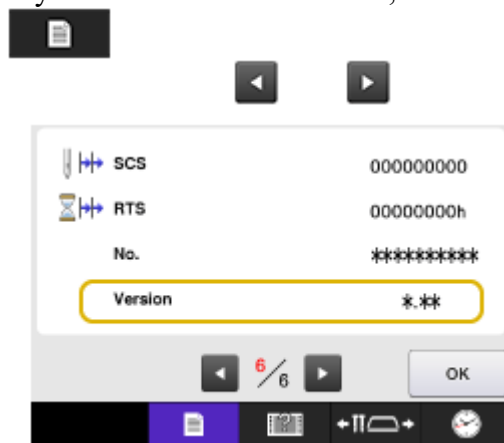 SCS 000000000
RTS 00000000h
No. **********
Version *.**
6/6 OK